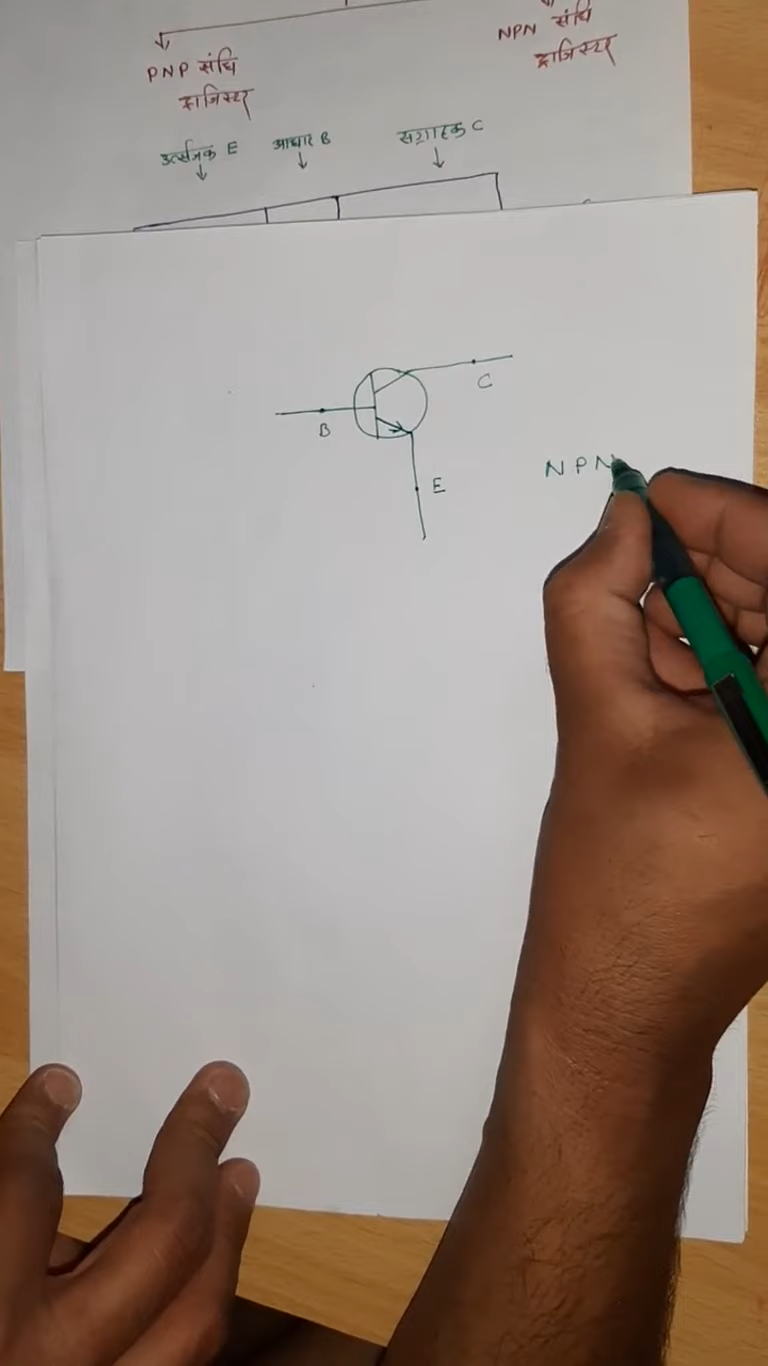 PNP संधि
ट्राजिस्टर
NPN संधि
ट्राजिस्टर
उत्सर्जक E
आधार B
संग्राहक C
C
B
E
NPN